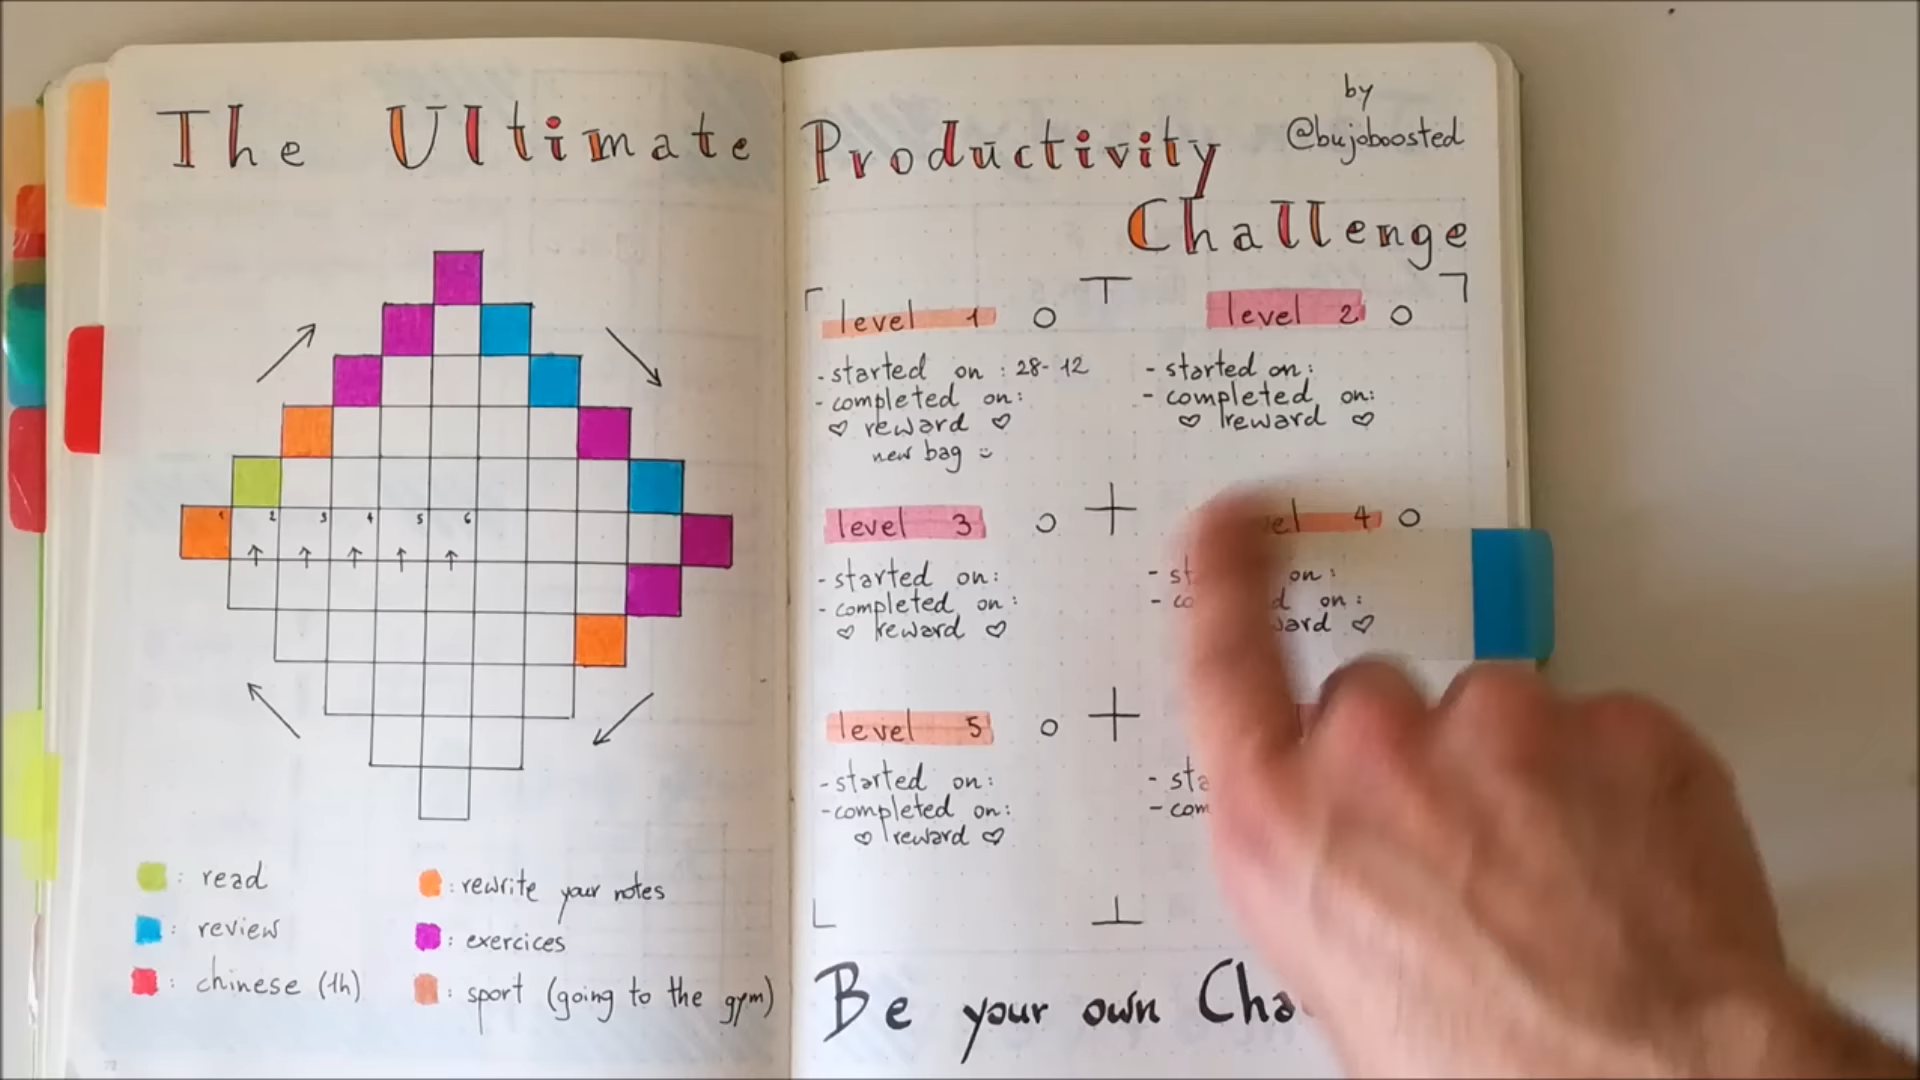 The Ultimate Productivity
Challenge
by
@bujoboosted
1 2 3 4 5 6
: read
: review
: chinese (1h)
: rewrite your notes
: exercices
: sport (going to the gym)
level 1
- started on : 28-12
- completed on :
♡ reward ♡
new bag
level 2
- started on :
- completed on :
♡ reward ♡
level 3
- started on :
- completed on :
♡ reward ♡
4
on :
on :
♡
level 5
- started on :
- completed on :
♡ reward ♡
Be your own